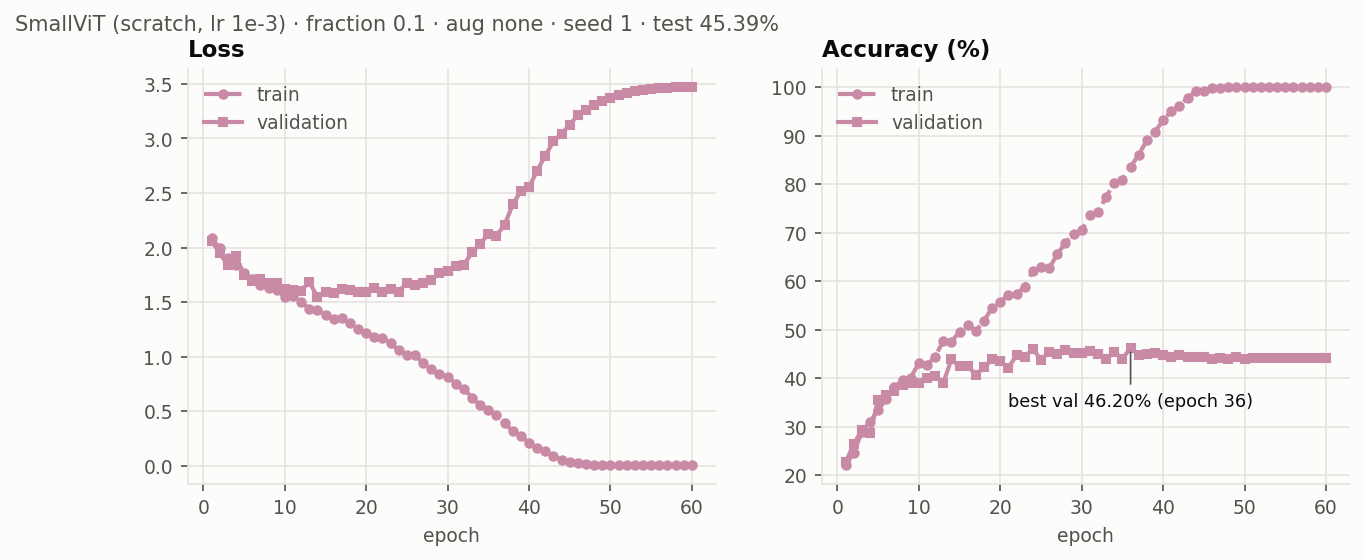 SmallViT (scratch, lr 1e-3) · fraction 0.1 · aug none · seed 1 · test 45.39%
Loss
train
validation
3.5
3.0
2.5
2.0
1.5
1.0
0.5
0.0
0 10 20 30 40 50 60
epoch
Accuracy (%)
train
validation
100
90
80
70
60
50
40
30
20
best val 46.20% (epoch 36)
0 10 20 30 40 50 60
epoch